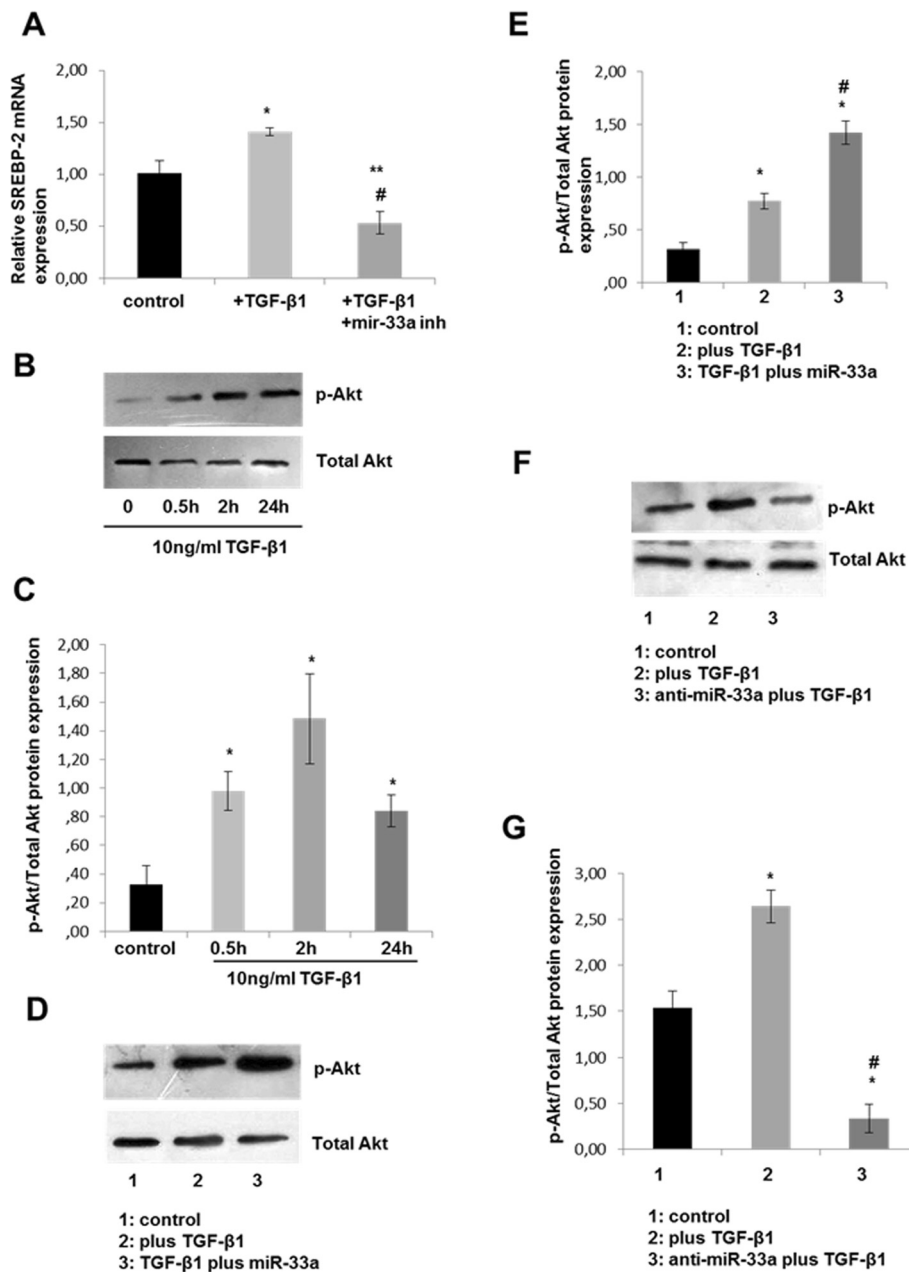 A
Relative SREBP-2 mRNA
expression
2,00
1,50
1,00
0,50
0,00
*
**
#
control
+TGF-β1
+TGF-β1
+mir-33a inh
B
p-Akt
Total Akt
0 0.5h 2h 24h
10ng/ml TGF-β1
C
p-Akt/Total Akt protein expression
2,00
1,80
1,60
1,40
1,20
1,00
,80
,60
,40
,20
,00
*
*
*
control 0.5h 2h 24h
10ng/ml TGF-β1
D
p-Akt
Total Akt
1 2 3
1: control
2: plus TGF-β1
3: TGF-β1 plus miR-33a
E
p-Akt/Total Akt protein
expression
2,00
1,50
1,00
,50
,00
*
#
*
1 2 3
1: control
2: plus TGF-β1
3: TGF-β1 plus miR-33a
F
p-Akt
Total Akt
1 2 3
1: control
2: plus TGF-β1
3: anti-miR-33a plus TGF-β1
G
p-Akt/Total Akt protein expression
3,00
2,50
2,00
1,50
1,00
0,50
0,00
*
#
*
1 2 3
1: control
2: plus TGF-β1
3: anti-miR-33a plus TGF-β1